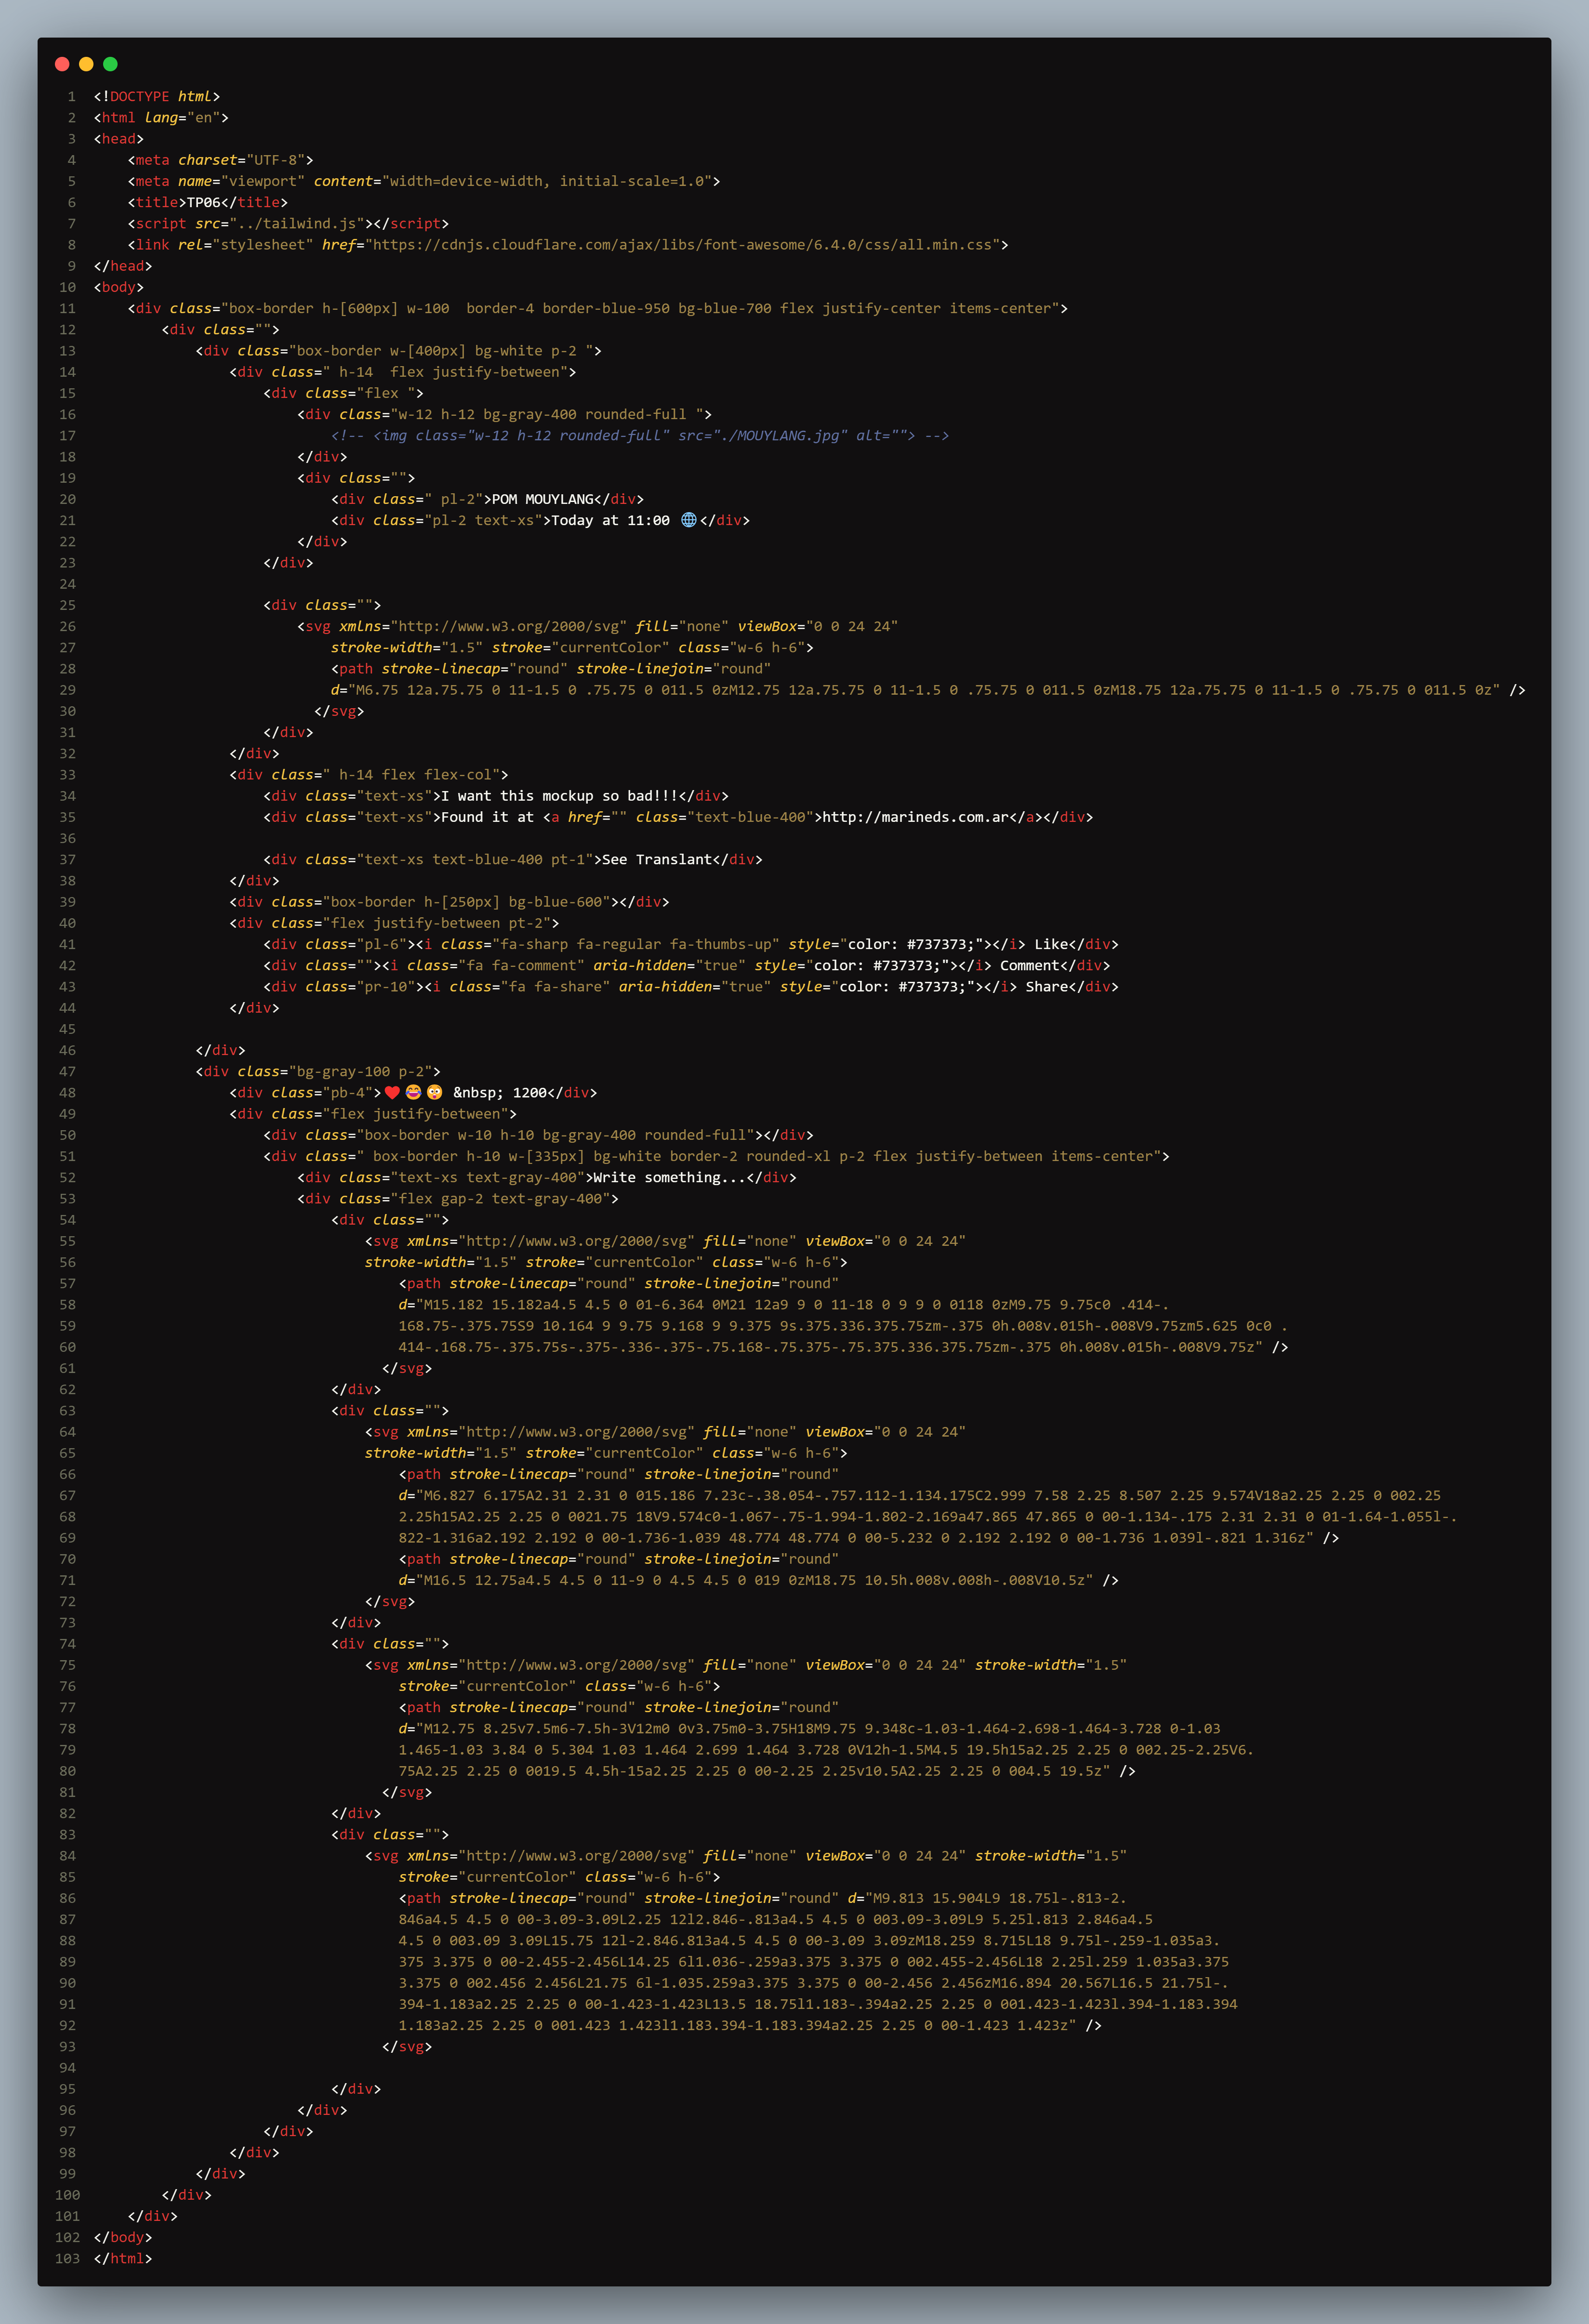 1 <!DOCTYPE html>
2 <html lang="en">
3 <head>
4     <meta charset="UTF-8">
5     <meta name="viewport" content="width=device-width, initial-scale=1.0">
6     <title>TP06</title>
7     <script src="../tailwind.js"></script>
8     <link rel="stylesheet" href="https://cdnjs.cloudflare.com/ajax/libs/font-awesome/6.4.0/css/all.min.css">
9 </head>
10 <body>
11     <div class="box-border h-[600px] w-100  border-4 border-blue-950 bg-blue-700 flex justify-center items-center">
12         <div class="">
13             <div class="box-border w-[400px] bg-white p-2 ">
14                 <div class=" h-14  flex justify-between">
15                     <div class="flex ">
16                         <div class="w-12 h-12 bg-gray-400 rounded-full ">
17                             <!-- <img class="w-12 h-12 rounded-full" src="./MOUYLANG.jpg" alt=""> -->
18                         </div>
19                         <div class="">
20                             <div class=" pl-2">POM MOUYLANG</div>
21                             <div class="pl-2 text-xs">Today at 11:00 🌐</div>
22                         </div>
23                     </div>
24
25                     <div class="">
26                         <svg xmlns="http://www.w3.org/2000/svg" fill="none" viewBox="0 0 24 24"
27                             stroke-width="1.5" stroke="currentColor" class="w-6 h-6">
28                             <path stroke-linecap="round" stroke-linejoin="round"
29                             d="M6.75 12a.75.75 0 11-1.5 0 .75.75 0 011.5 0zM12.75 12a.75.75 0 11-1.5 0 .75.75 0 011.5 0zM18.75 12a.75.75 0 11-1.5 0 .75.75 0 011.5 0z" />
30                           </svg>
31                     </div>
32                 </div>
33                 <div class=" h-14 flex flex-col">
34                     <div class="text-xs">I want this mockup so bad!!!</div>
35                     <div class="text-xs">Found it at <a href="" class="text-blue-400">http://marineds.com.ar</a></div>
36
37                     <div class="text-xs text-blue-400 pt-1">See Translant</div>
38                 </div>
39                 <div class="box-border h-[250px] bg-blue-600"></div>
40                 <div class="flex justify-between pt-2">
41                     <div class="pl-6"><i class="fa-sharp fa-regular fa-thumbs-up" style="color: #737373;"></i> Like</div>
42                     <div class=""><i class="fa fa-comment" aria-hidden="true" style="color: #737373;"></i> Comment</div>
43                     <div class="pr-10"><i class="fa fa-share" aria-hidden="true" style="color: #737373;"></i> Share</div>
44                 </div>
45
46             </div>
47             <div class="bg-gray-100 p-2">
48                 <div class="pb-4">❤️😂🤪 &nbsp; 1200</div>
49                 <div class="flex justify-between">
50                     <div class="box-border w-10 h-10 bg-gray-400 rounded-full"></div>
51                     <div class=" box-border h-10 w-[335px] bg-white border-2 rounded-xl p-2 flex justify-between items-center">
52                         <div class="text-xs text-gray-400">Write something...</div>
53                         <div class="flex gap-2 text-gray-400">
54                             <div class="">
55                                 <svg xmlns="http://www.w3.org/2000/svg" fill="none" viewBox="0 0 24 24"
56                                 stroke-width="1.5" stroke="currentColor" class="w-6 h-6">
57                                     <path stroke-linecap="round" stroke-linejoin="round"
58                                     d="M15.182 15.182a4.5 4.5 0 01-6.364 0M21 12a9 9 0 11-18 0 9 9 0 0118 0zM9.75 9.75c0 .414-.
59                                     168.75-.375.75S9 10.164 9 9.75 9.168 9 9.375 9s.375.336.375.75zm-.375 0h.008v.015h-.008V9.75zm5.625 0c0 .
60                                     414-.168.75-.375.75s-.375-.336-.375-.75.168-.75.375-.75.375.336.375.75zm-.375 0h.008v.015h-.008V9.75z" />
61                                   </svg>
62                             </div>
63                             <div class="">
64                                 <svg xmlns="http://www.w3.org/2000/svg" fill="none" viewBox="0 0 24 24"
65                                 stroke-width="1.5" stroke="currentColor" class="w-6 h-6">
66                                     <path stroke-linecap="round" stroke-linejoin="round"
67                                     d="M6.827 6.175A2.31 2.31 0 015.186 7.23c-.38.054-.757.112-1.134.175C2.999 7.58 2.25 8.507 2.25 9.574V18a2.25 2.25 0 002.25
68                                     2.25h15A2.25 2.25 0 0021.75 18V9.574c0-1.067-.75-1.994-1.802-2.169a47.865 47.865 0 00-1.134-.175 2.31 2.31 0 01-1.64-1.055l-.
69                                     822-1.316a2.192 2.192 0 00-1.736-1.039 48.774 48.774 0 00-5.232 0 2.192 2.192 0 00-1.736 1.039l-.821 1.316z" />
70                                     <path stroke-linecap="round" stroke-linejoin="round"
71                                     d="M16.5 12.75a4.5 4.5 0 11-9 0 4.5 4.5 0 019 0zM18.75 10.5h.008v.008h-.008V10.5z" />
72                                 </svg>
73                             </div>
74                             <div class="">
75                                 <svg xmlns="http://www.w3.org/2000/svg" fill="none" viewBox="0 0 24 24" stroke-width="1.5"
76                                     stroke="currentColor" class="w-6 h-6">
77                                     <path stroke-linecap="round" stroke-linejoin="round"
78                                     d="M12.75 8.25v7.5m6-7.5h-3V12m0 0v3.75m0-3.75H18M9.75 9.348c-1.03-1.464-2.698-1.464-3.728 0-1.03
79                                     1.465-1.03 3.84 0 5.304 1.03 1.464 2.699 1.464 3.728 0V12h-1.5M4.5 19.5h15a2.25 2.25 0 002.25-2.25V6.
80                                     75A2.25 2.25 0 0019.5 4.5h-15a2.25 2.25 0 00-2.25 2.25v10.5A2.25 2.25 0 004.5 19.5z" />
81                                   </svg>
82                             </div>
83                             <div class="">
84                                 <svg xmlns="http://www.w3.org/2000/svg" fill="none" viewBox="0 0 24 24" stroke-width="1.5"
85                                     stroke="currentColor" class="w-6 h-6">
86                                     <path stroke-linecap="round" stroke-linejoin="round" d="M9.813 15.904L9 18.75l-.813-2.
87                                     846a4.5 4.5 0 00-3.09-3.09L2.25 12l2.846-.813a4.5 4.5 0 003.09-3.09L9 5.25l.813 2.846a4.5
88                                     4.5 0 003.09 3.09L15.75 12l-2.846.813a4.5 4.5 0 00-3.09 3.09zM18.259 8.715L18 9.75l-.259-1.035a3.
89                                     375 3.375 0 00-2.455-2.456L14.25 6l1.036-.259a3.375 3.375 0 002.455-2.456L18 2.25l.259 1.035a3.375
90                                     3.375 0 002.456 2.456L21.75 6l-1.035.259a3.375 3.375 0 00-2.456 2.456zM16.894 20.567L16.5 21.75l-.
91                                     394-1.183a2.25 2.25 0 00-1.423-1.423L13.5 18.75l1.183-.394a2.25 2.25 0 001.423-1.423l.394-1.183.394
92                                     1.183a2.25 2.25 0 001.423 1.423l1.183.394-1.183.394a2.25 2.25 0 00-1.423 1.423z" />
93                                   </svg>
94
95                             </div>
96                         </div>
97                     </div>
98                 </div>
99             </div>
100         </div>
101     </div>
102 </body>
103 </html>